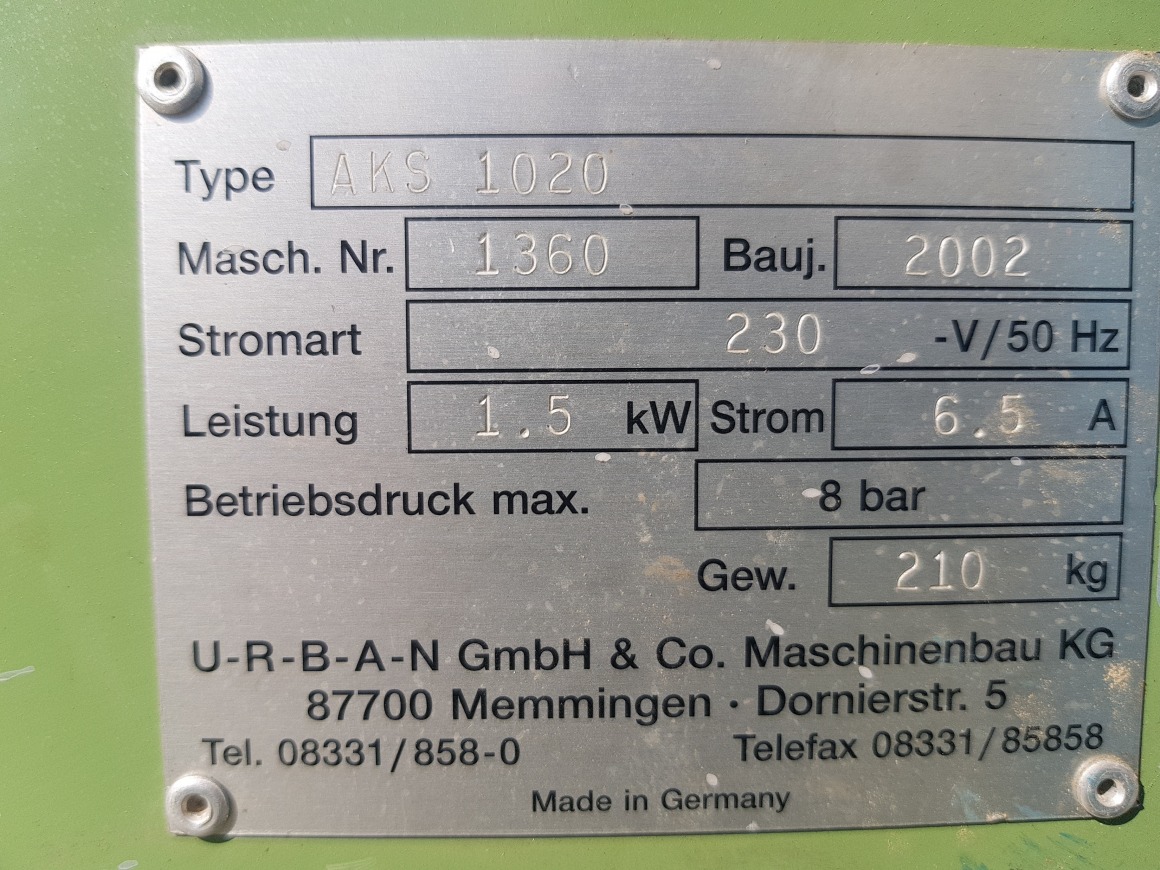 Type AKS 1020
Masch. Nr. 1360 Bauj. 2002
Stromart 230 -V/50 Hz
Leistung 1.5 kW Strom 6.5 A
Betriebsdruck max. 8 bar
Gew. 210 kg
U-R-B-A-N GmbH & Co. Maschinenbau KG
87700 Memmingen · Dornierstr. 5
Tel. 08331/858-0 Telefax 08331/85858
Made in Germany